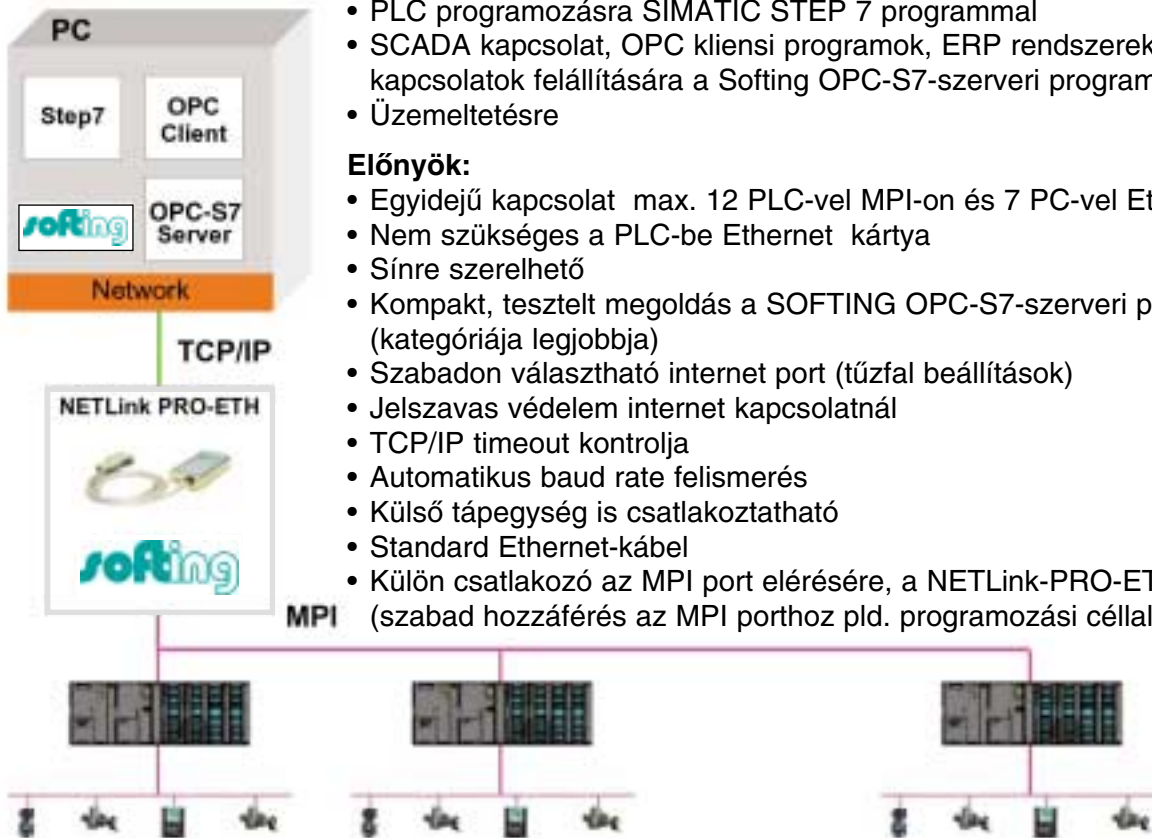 PC
Step7
OPC
Client
softing
OPC-S7
Server
Network
TCP/IP
NETLink PRO-ETH
softing
MPI
• PLC programozásra SIMATIC STEP 7 programmal
• SCADA kapcsolat, OPC kliensi programok, ERP rendszerek
kapcsolatok felállítására a Softing OPC-S7-szerveri program
• Üzemeltetésre
Előnyök:
• Egyidejű kapcsolat max. 12 PLC-vel MPI-on és 7 PC-vel Et
• Nem szükséges a PLC-be Ethernet kártya
• Sínre szerelhető
• Kompakt, tesztelt megoldás a SOFTING OPC-S7-szerveri p
(kategóriája legjobbja)
• Szabadon választható internet port (tűzfal beállítások)
• Jelszavas védelem internet kapcsolatnál
• TCP/IP timeout kontrolja
• Automatikus baud rate felismerés
• Külső tápegység is csatlakoztatható
• Standard Ethernet-kábel
• Külön csatlakozó az MPI port elérésére, a NETLink-PRO-ET
(szabad hozzáférés az MPI porthoz pld. programozási céllal